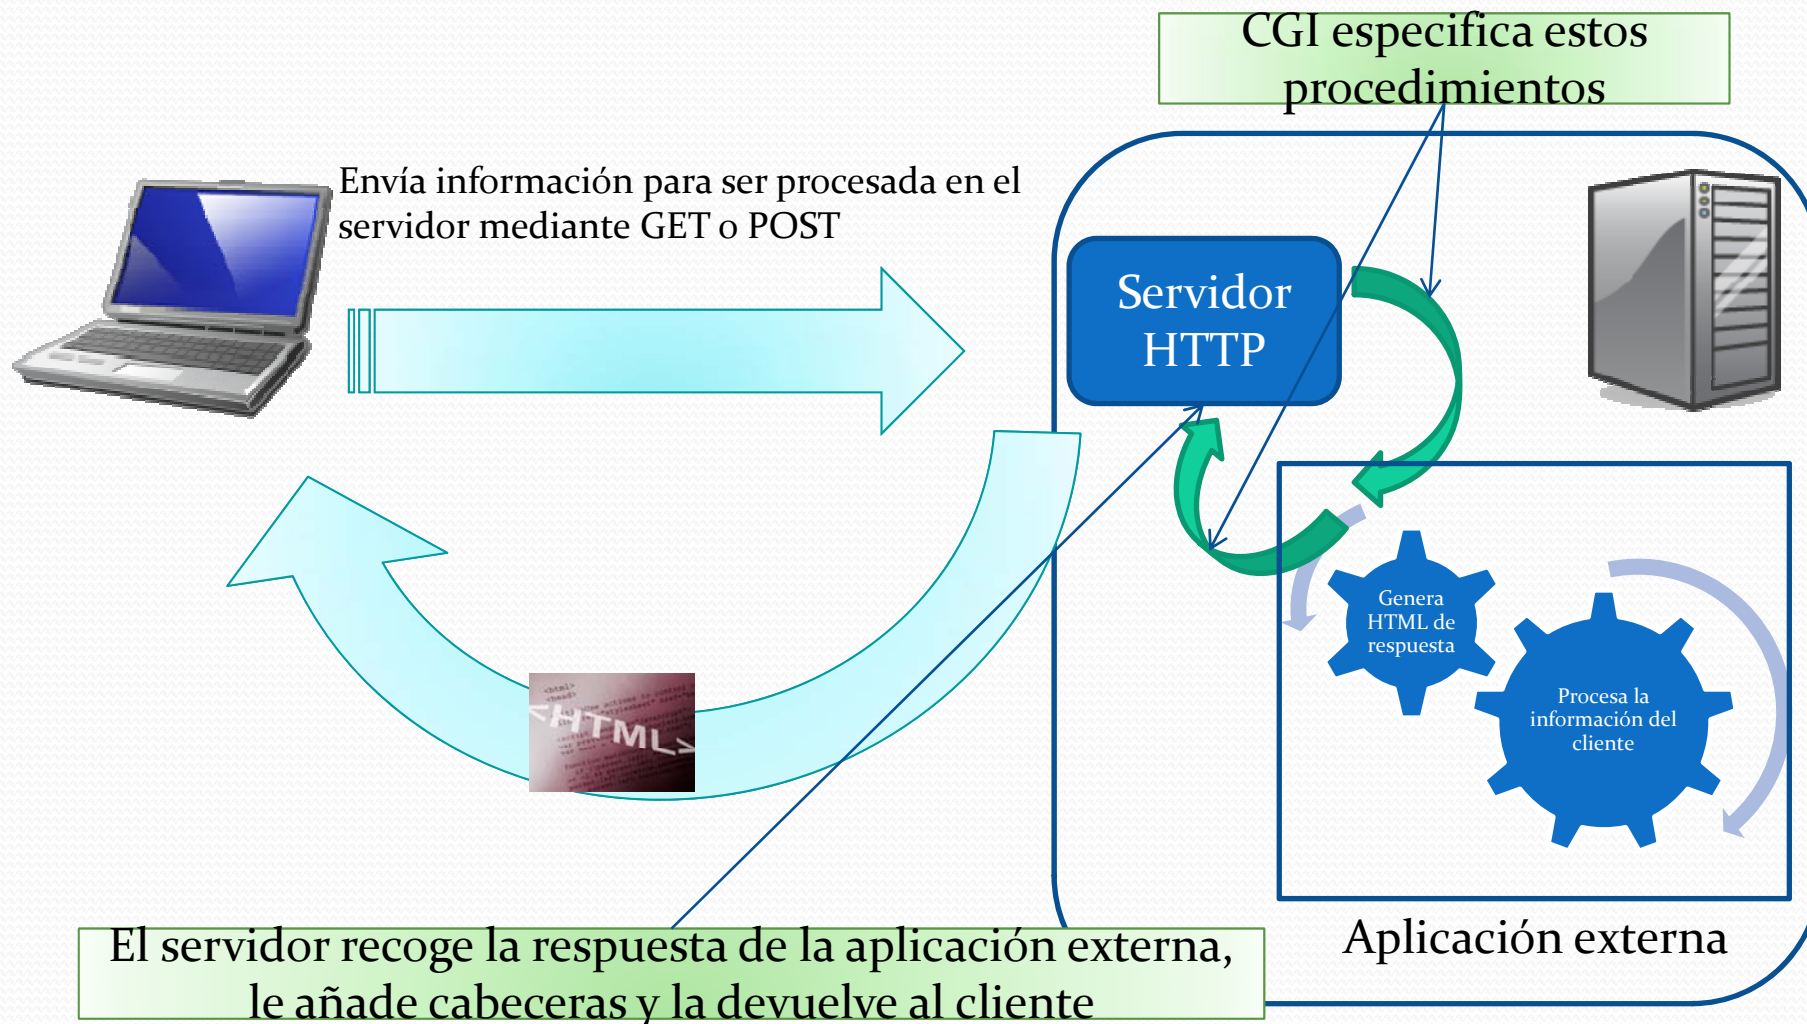 CGI especifica estos
procedimientos
Envía información para ser procesada en el
servidor mediante GET o POST
Servidor
HTTP
Genera
HTML de
respuesta
Procesa la
información del
cliente
<html>
<head>
<HTML>
Aplicación externa
El servidor recoge la respuesta de la aplicación externa,
le añade cabeceras y la devuelve al cliente